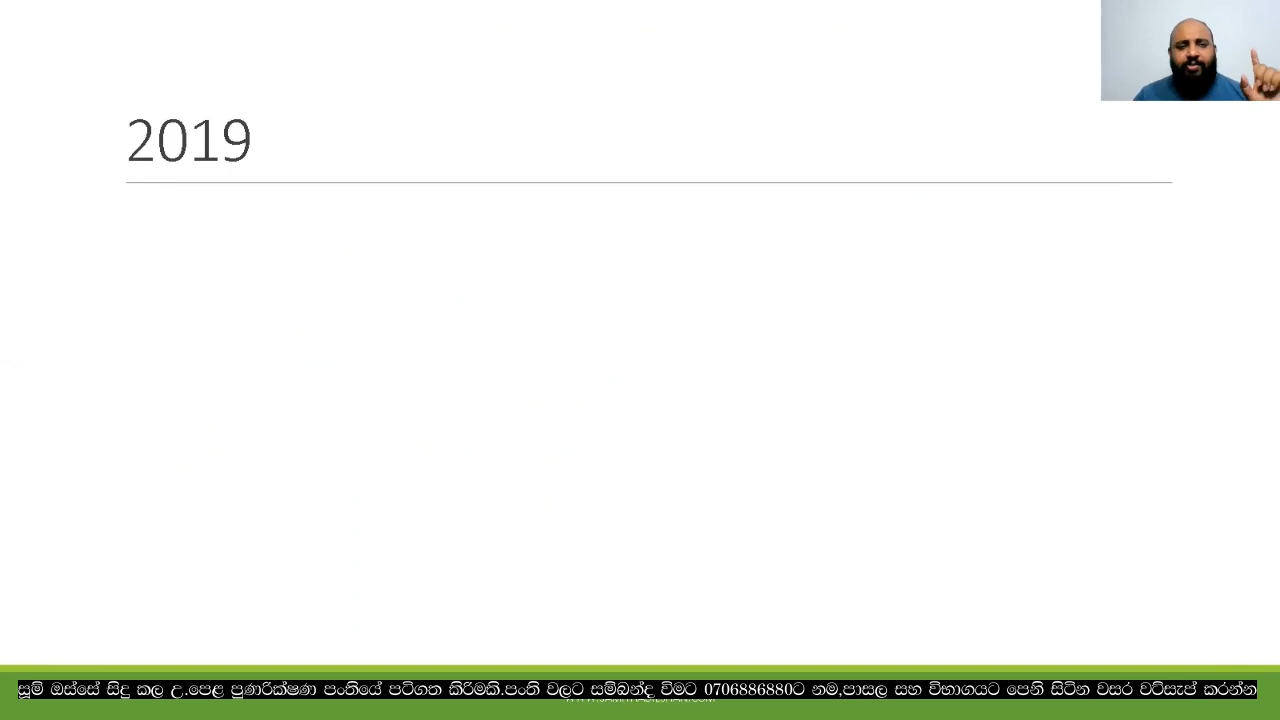 2019
සූම් ඔස්සේ සිදු කල උ.පෙළ පුණරීක්ෂණ පංතියේ පටිගත කිරීමකි.පංති වලට සම්බන්ද වීමට 0706886880ට නම,පාසල සහ විභාගයට පෙනී සිටින වසර වට්සැප් කරන්න